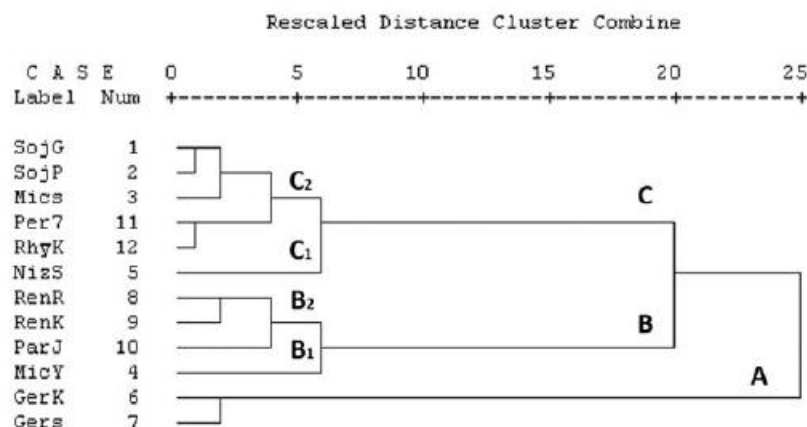 Rescaled Distance Cluster Combine
C A S E 0 5 10 15 20 25
Label Num
SojG 1
SojP 2
Mics 3
Per7 11
RhyK 12
NizS 5
RenR 8
RenK 9
ParJ 10
MicY 4
GerK 6
Gers 7
C2
C1
C
B2
B1
B
A